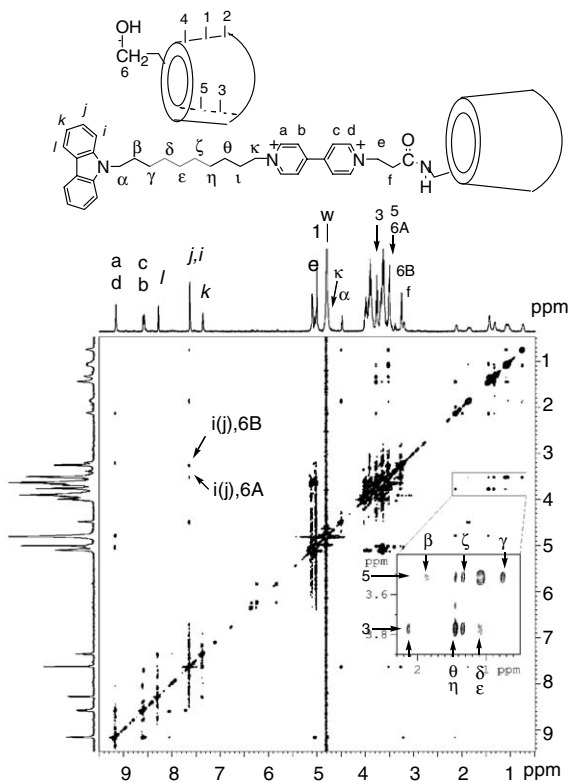 OH
4 1 2
CH2
6
5 3
j
k i
l
N
α β γ δ ε ζ η θ ι κ
a b c d
+N N+
e
O
C
f N
H
3 5
6A
1 w
a
d
c
b
l
j,i
k
e
κ
α
6B
f
ppm
i(j),6B
i(j),6A
1
2
3
4
5
6
7
8
9
β ζ γ
ppm
5
3.6
3
3.8
2 1 ppm
θ
η
δ
ε
9 8 7 6 5 4 3 2 1
ppm